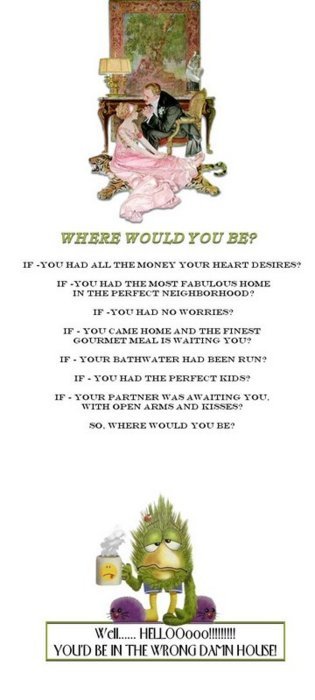 WHERE WOULD YOU BE?
IF -YOU HAD ALL THE MONEY YOUR HEART DESIRES?
IF -YOU HAD THE MOST FABULOUS HOME
IN THE PERFECT NEIGHBORHOOD?
IF -YOU HAD NO WORRIES?
IF - YOU CAME HOME AND THE FINEST
GOURMET MEAL IS WAITING YOU?
IF - YOUR BATHWATER HAD BEEN RUN?
IF - YOU HAD THE PERFECT KIDS?
IF - YOUR PARTNER WAS AWAITING YOU,
WITH OPEN ARMS AND KISSES?
SO, WHERE WOULD YOU BE?
Well...... HELLOOooo!!!!!!!!!
YOU'D BE IN THE WRONG DAMN HOUSE!